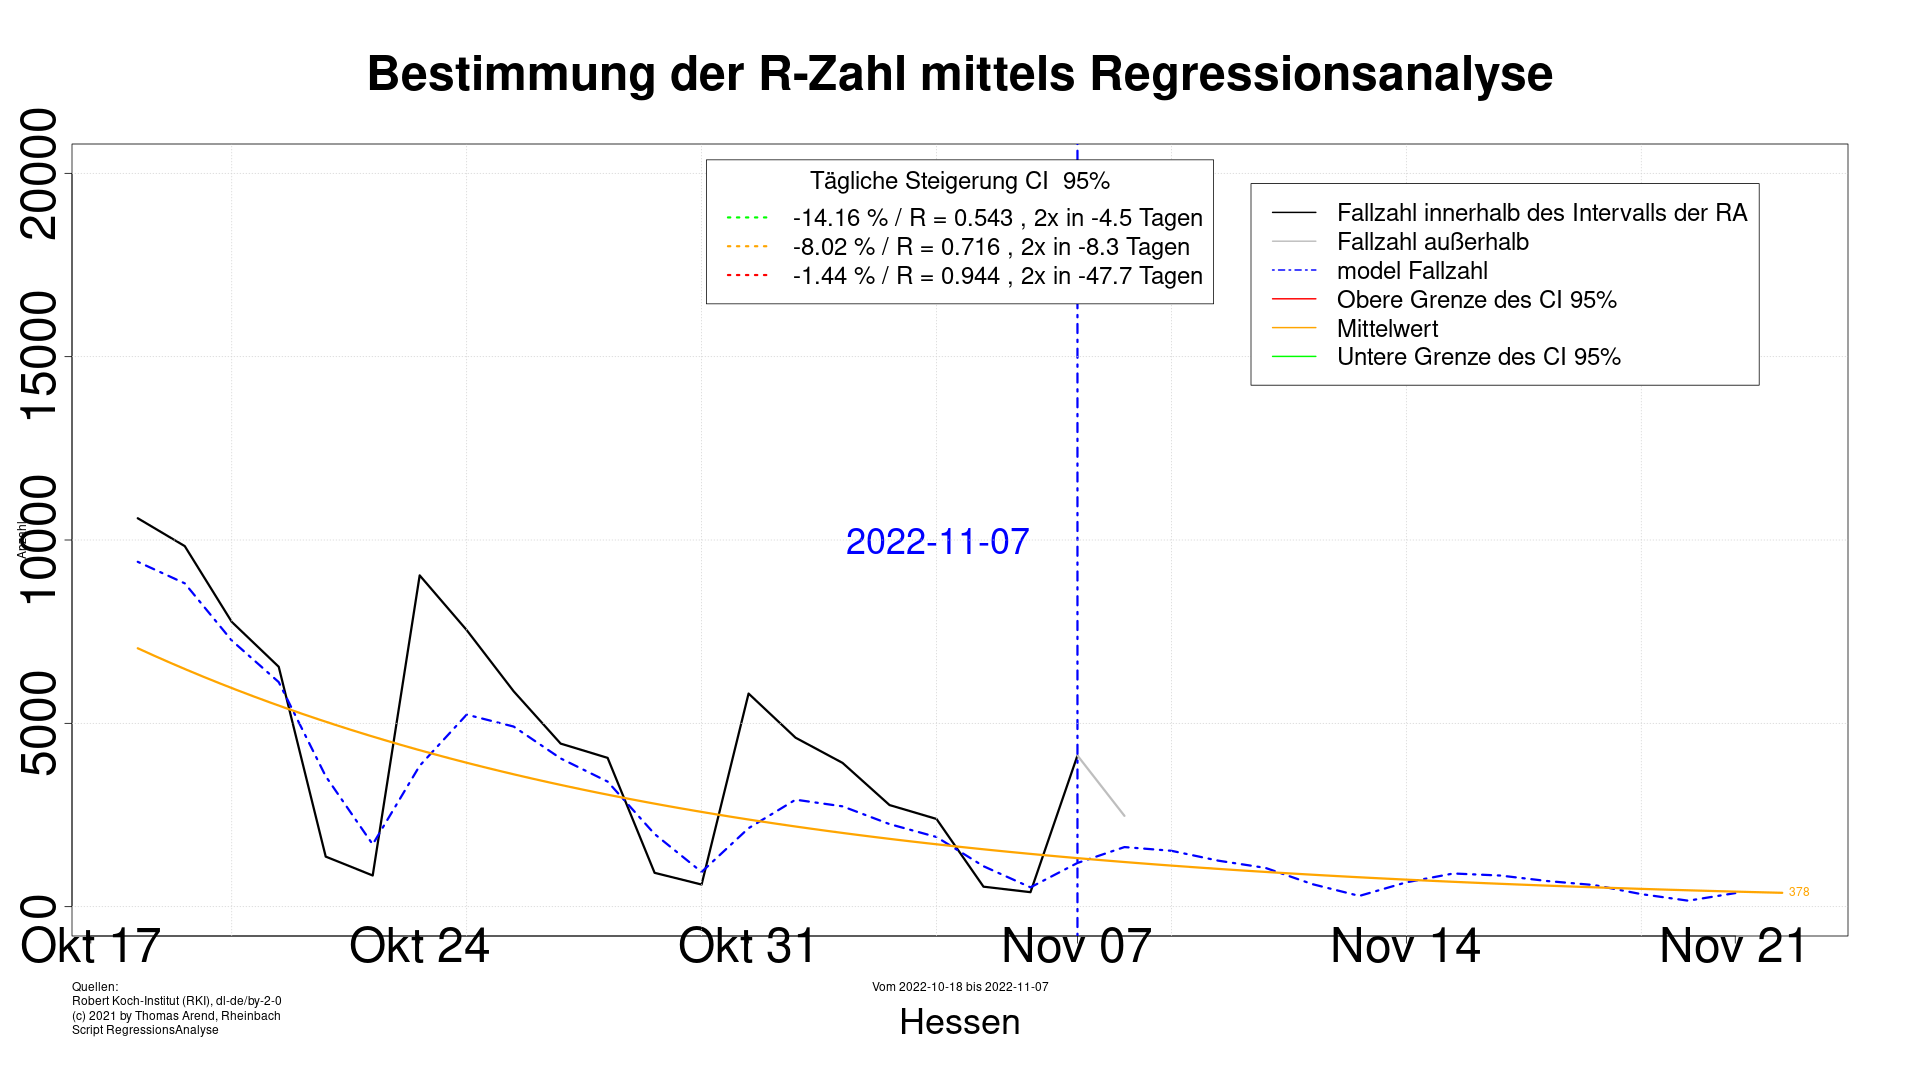 Bestimmung der R-Zahl mittels Regressionsanalyse
Anzahl
20000
15000
10000
5000
0
Tägliche Steigerung CI 95%
-14.16 % / R = 0.543 , 2x in -4.5 Tagen
-8.02 % / R = 0.716 , 2x in -8.3 Tagen
-1.44 % / R = 0.944 , 2x in -47.7 Tagen
Fallzahl innerhalb des Intervalls der RA
Fallzahl außerhalb
model Fallzahl
Obere Grenze des CI 95%
Mittelwert
Untere Grenze des CI 95%
2022-11-07
378
Okt 17 Okt 24 Okt 31 Nov 07 Nov 14 Nov 21
Quellen:
Robert Koch-Institut (RKI), dl-de/by-2-0
(c) 2021 by Thomas Arend, Rheinbach
Script RegressionsAnalyse
Vom 2022-10-18 bis 2022-11-07
Hessen